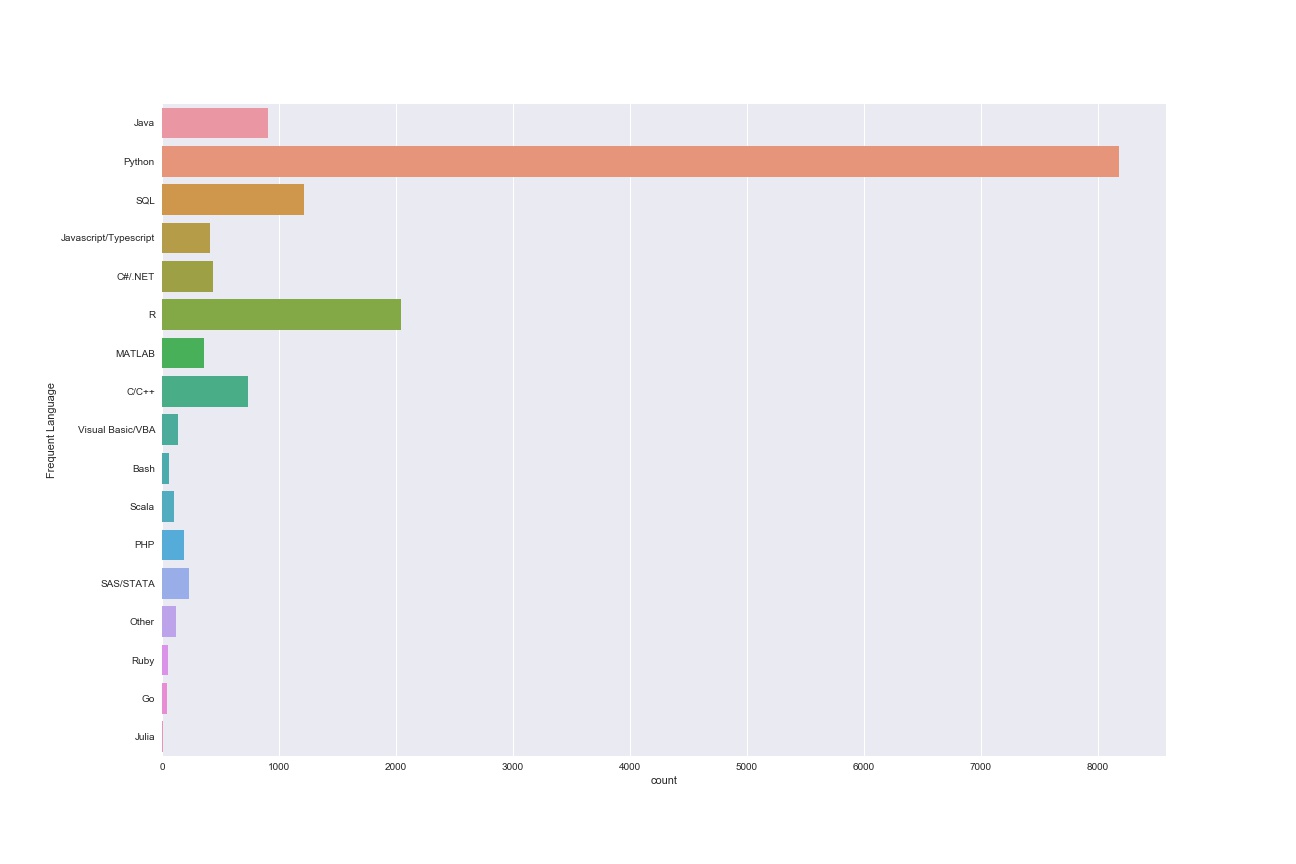 Java
Python
SQL
Javascript/Typescript
C#/.NET
R
MATLAB
C/C++
Visual Basic/VBA
Bash
Scala
PHP
SAS/STATA
Other
Ruby
Go
Julia
Frequent Language
0 1000 2000 3000 4000 5000 6000 7000 8000
count